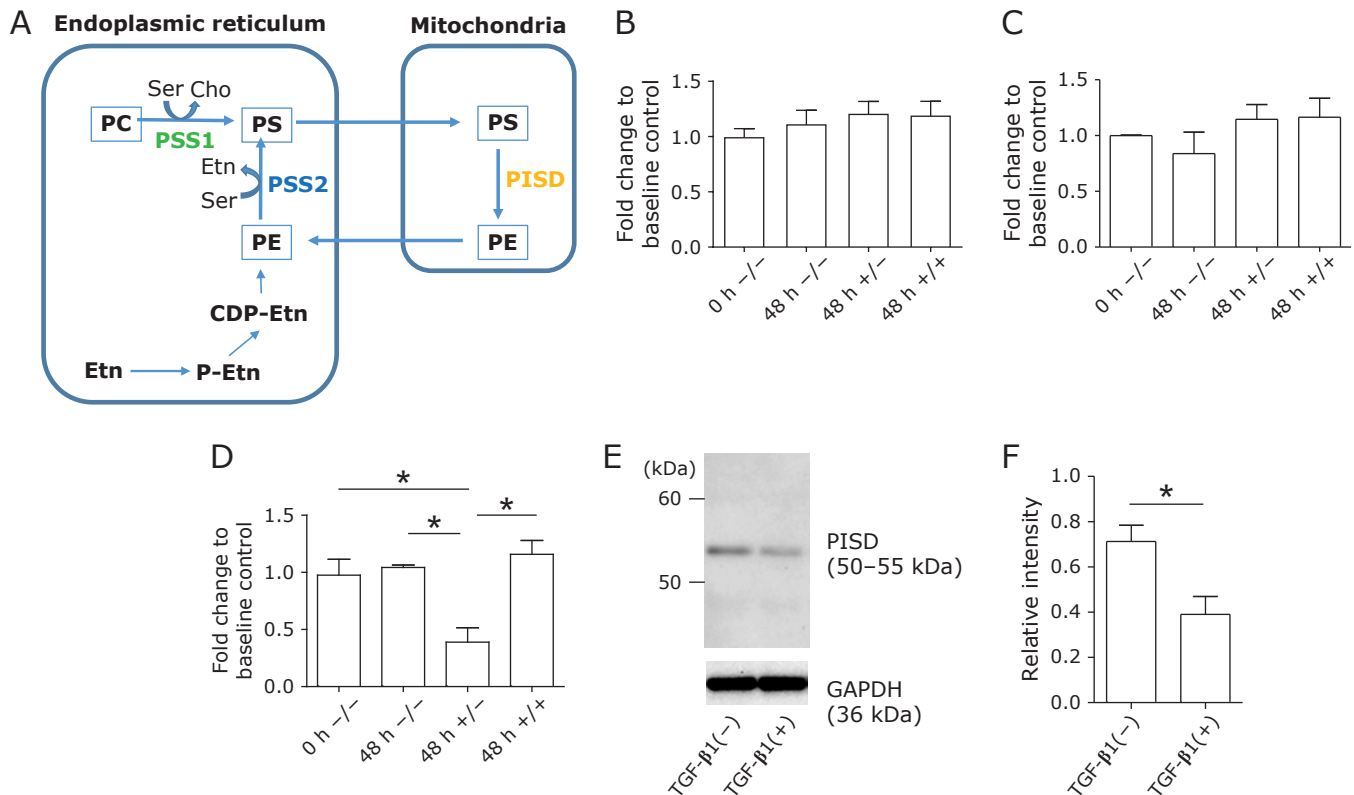 A
Endoplasmic reticulum
Mitochondria
Ser Cho
PC
PS
PSS1
Etn
PSS2
Ser
PE
CDP-Etn
Etn
P-Etn
PS
PISD
PE
B
Fold change to
baseline control
1.5
1.0
0.5
0.0
0 h −/−
48 h −/−
48 h +/−
48 h +/+
C
Fold change to
baseline control
1.5
1.0
0.5
0.0
0 h −/−
48 h −/−
48 h +/−
48 h +/+
D
Fold change to
baseline control
1.5
1.0
0.5
0.0
*
*
*
0 h −/−
48 h −/−
48 h +/−
48 h +/+
E
(kDa)
60
50
PISD
(50–55 kDa)
GAPDH
(36 kDa)
TGF-β1(−)
TGF-β1(+)
F
Relative intensity
1.0
0.8
0.6
0.4
0.2
0.0
*
TGF-β1(−)
TGF-β1(+)